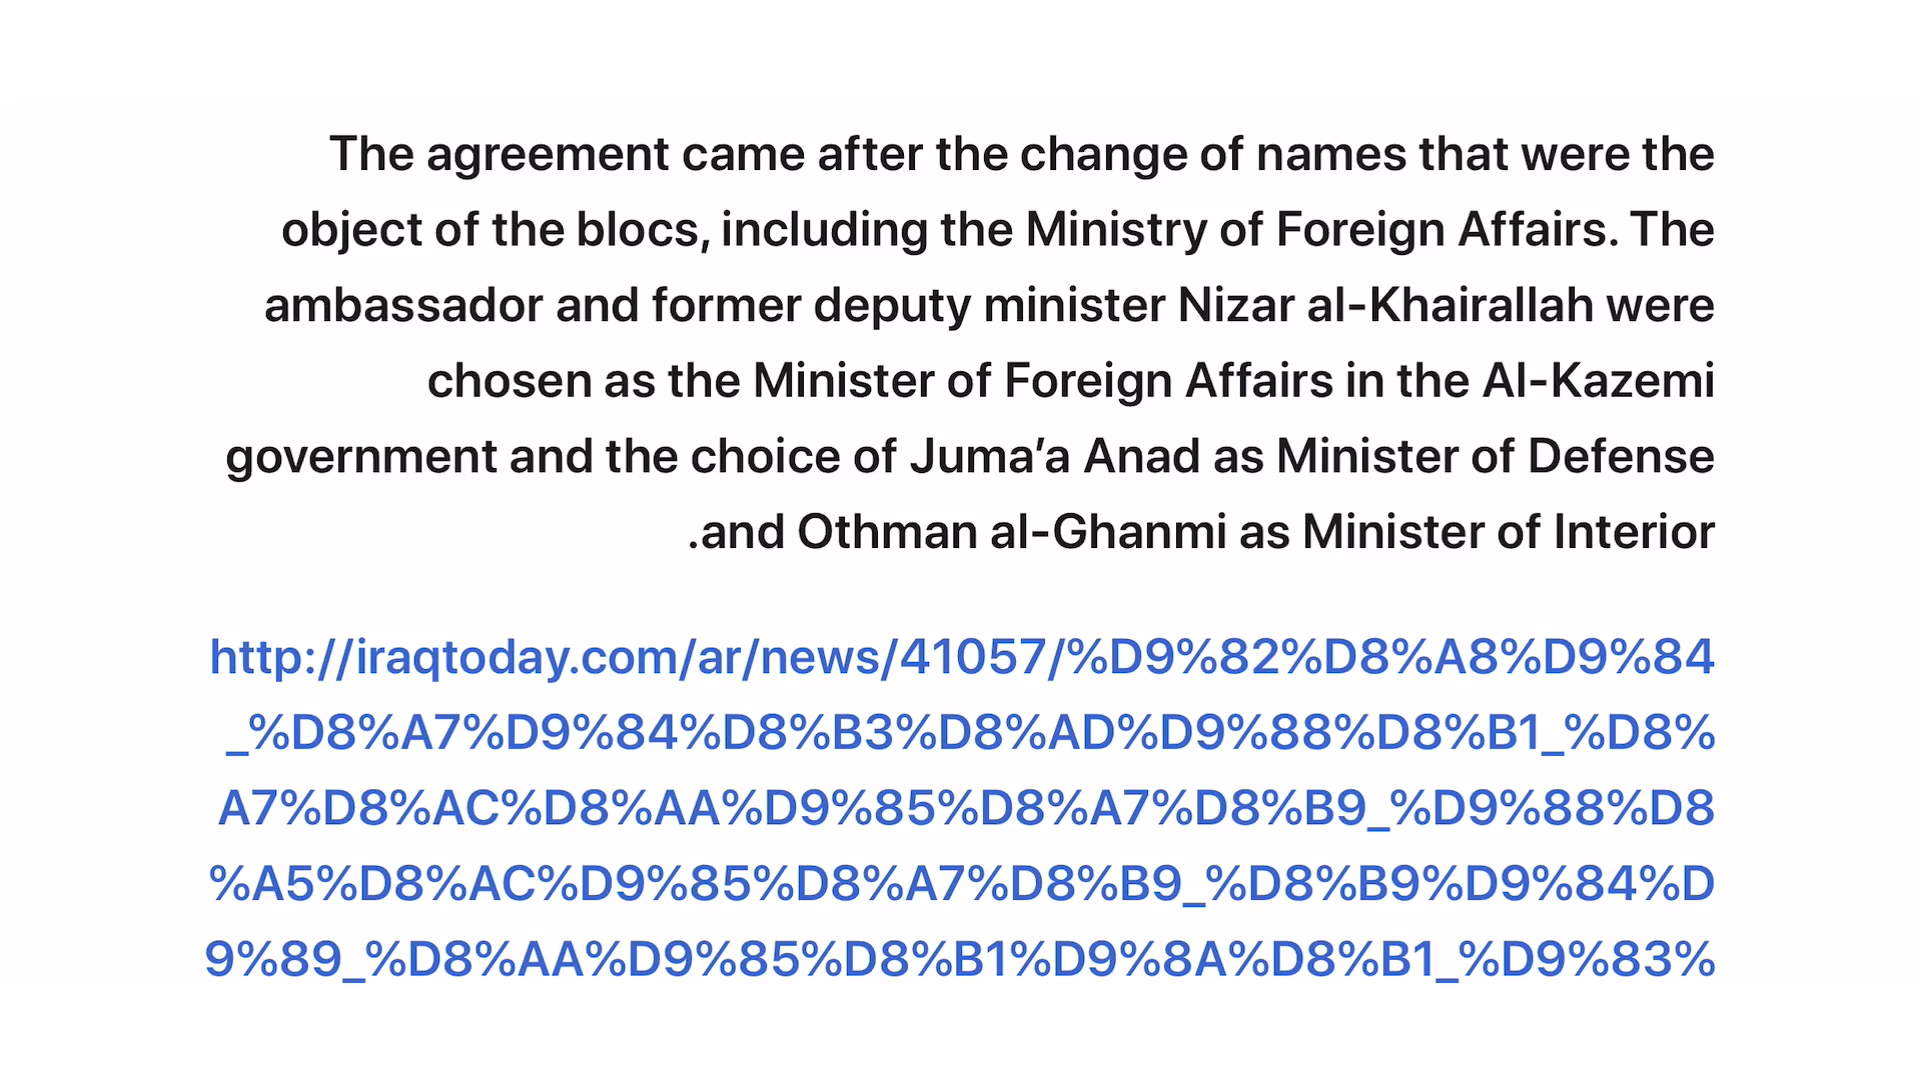 The agreement came after the change of names that were the
object of the blocs, including the Ministry of Foreign Affairs. The
ambassador and former deputy minister Nizar al-Khairallah were
chosen as the Minister of Foreign Affairs in the Al-Kazemi
government and the choice of Juma’a Anad as Minister of Defense
.and Othman al-Ghanmi as Minister of Interior
http://iraqtoday.com/ar/news/41057/%D9%82%D8%A8%D9%84
_%D8%A7%D9%84%D8%B3%D8%AD%D9%88%D8%B1_%D8%
A7%D8%AC%D8%AA%D9%85%D8%A7%D8%B9_%D9%88%D8
%A5%D8%AC%D9%85%D8%A7%D8%B9_%D8%B9%D9%84%D
9%89_%D8%AA%D9%85%D8%B1%D9%8A%D8%B1_%D9%83%